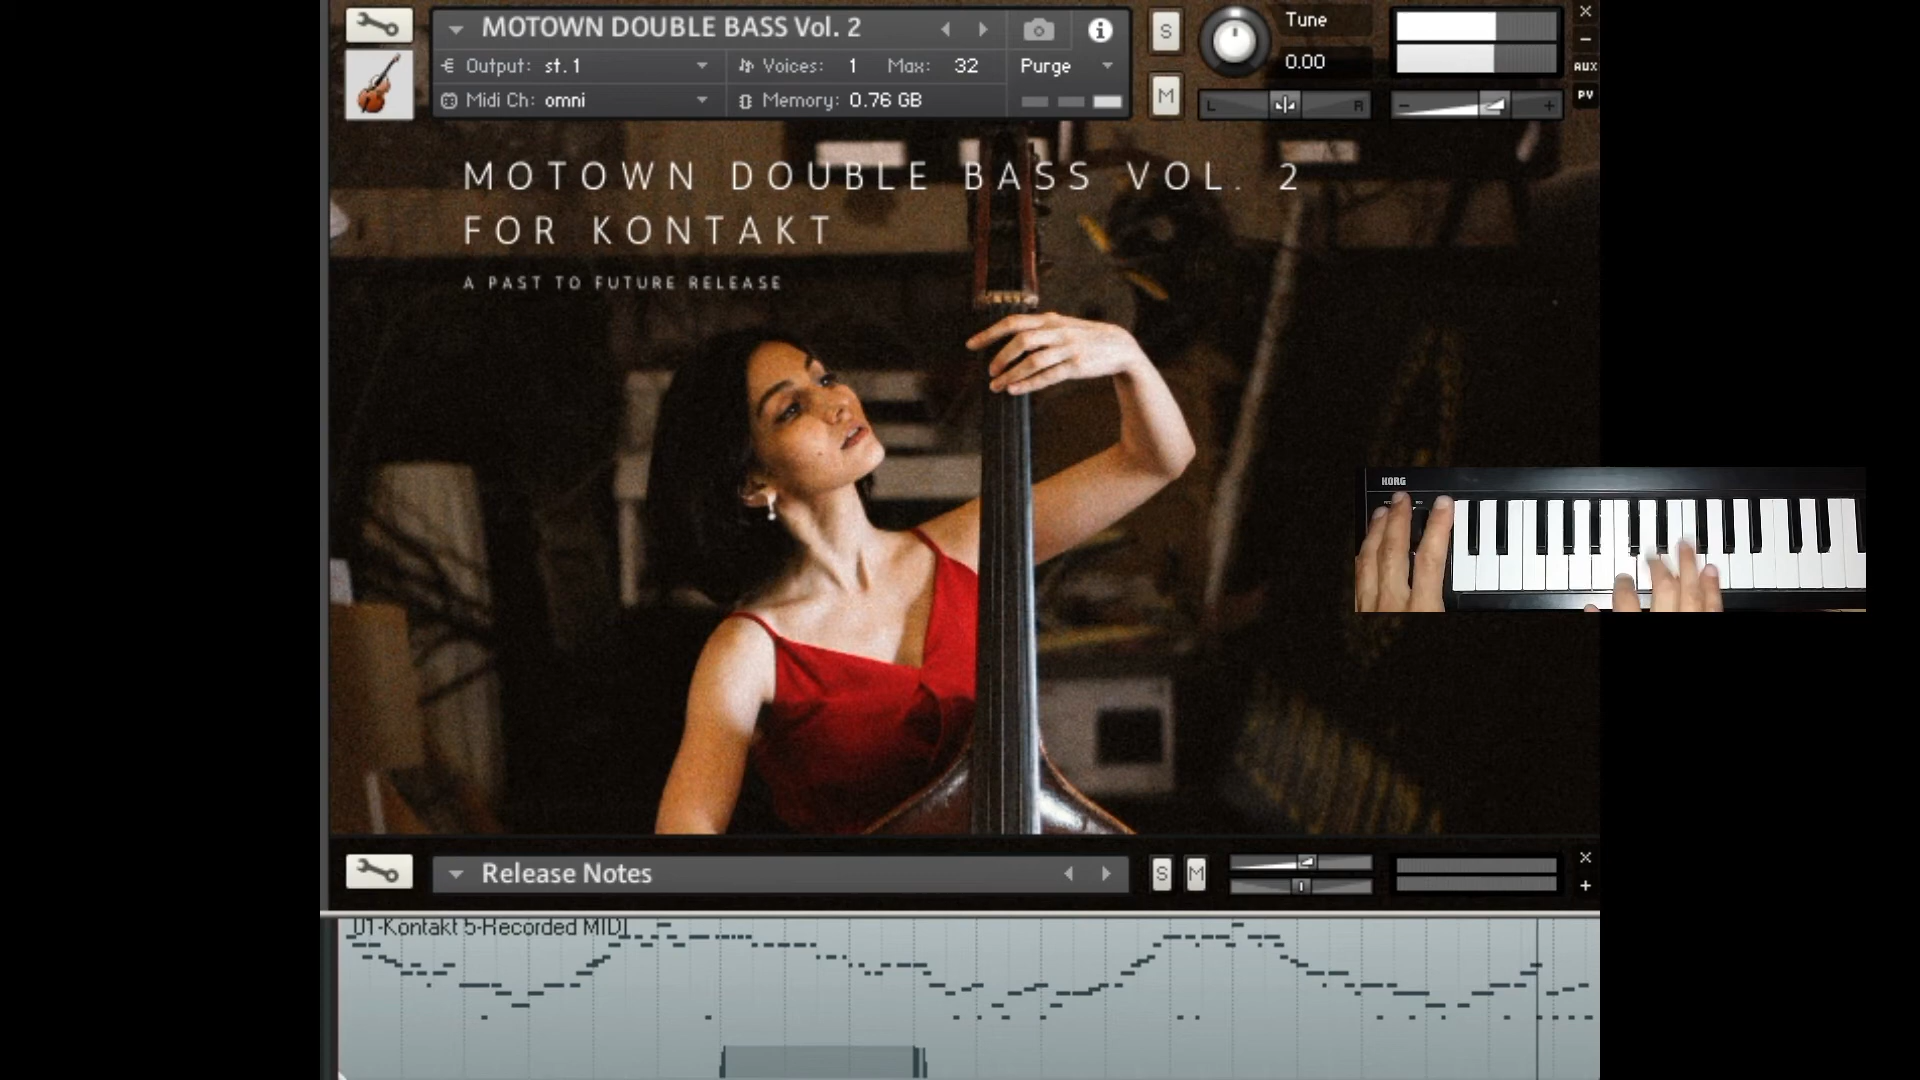 MOTOWN DOUBLE BASS Vol. 2
S
Tune
Output: st. 1
Voices: 1 Max: 32
Purge
0.00
AUX
Midi Ch: omni
Memory: 0.76 GB
M
L R
- +
PV
MOTOWN DOUBLE BASS VOL. 2
FOR KONTAKT
A PAST TO FUTURE RELEASE
KORG
Release Notes
S M
01-Kontakt 5-Recorded MIDI